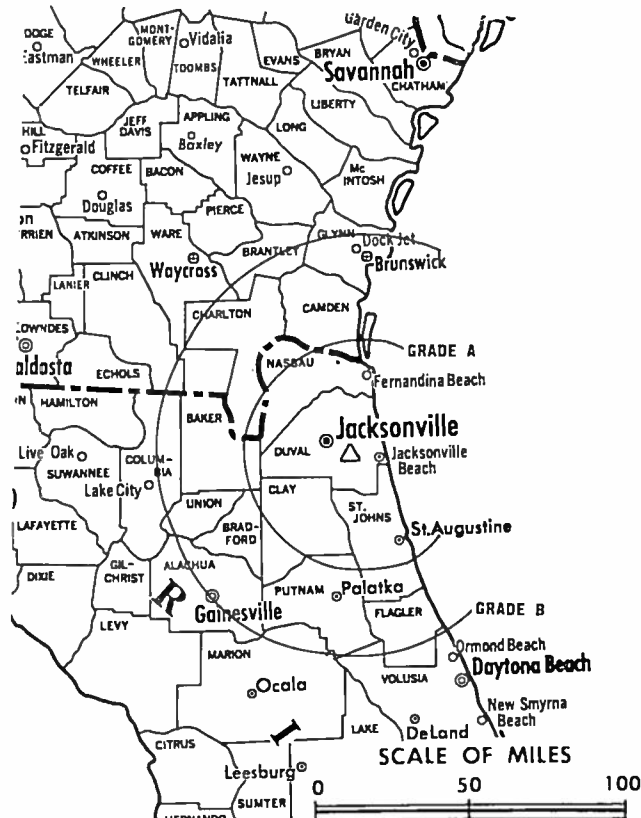 Garden City
DODGE
Eastman
MONT-
GOMERY
Vidalia
WHEELER
TOOMBS
EVANS
BRYAN
Savannah
CHATHAM
TELFAIR
TATTNALL
LIBERTY
JEFF
DAVIS
APPLING
Baxley
LONG
HILL
Fitzgerald
WAYNE
Jesup
Mc
INTOSH
COFFEE
BACON
Douglas
PIERCE
RRIEN
ATKINSON
WARE
BRANTLEY
GLYNN
Dock Jct
Brunswick
Waycross
CLINCH
LANIER
CHARLTON
CAMDEN
LOWNDES
aldosta
ECHOLS
NASSAU
GRADE A
Fernandina Beach
HAMILTON
BAKER
Jacksonville
DUVAL
Jacksonville
Beach
Live Oak
SUWANNEE
COLUM-
BIA
Lake City
CLAY
UNION
ST.
JOHNS
LAFAYETTE
BRAD-
FORD
St. Augustine
DIXIE
GIL-
CHRIST
ALACHUA
R
Gainesville
PUTNAM
Palatka
FLAGLER
GRADE B
LEVY
MARION
Ormond Beach
Daytona Beach
VOLUSIA
Ocala
New Smyrna
Beach
I
LAKE
DeLand
CITRUS
SCALE OF MILES
Leesburg
0 50 100
SUMTER
HERNANDO